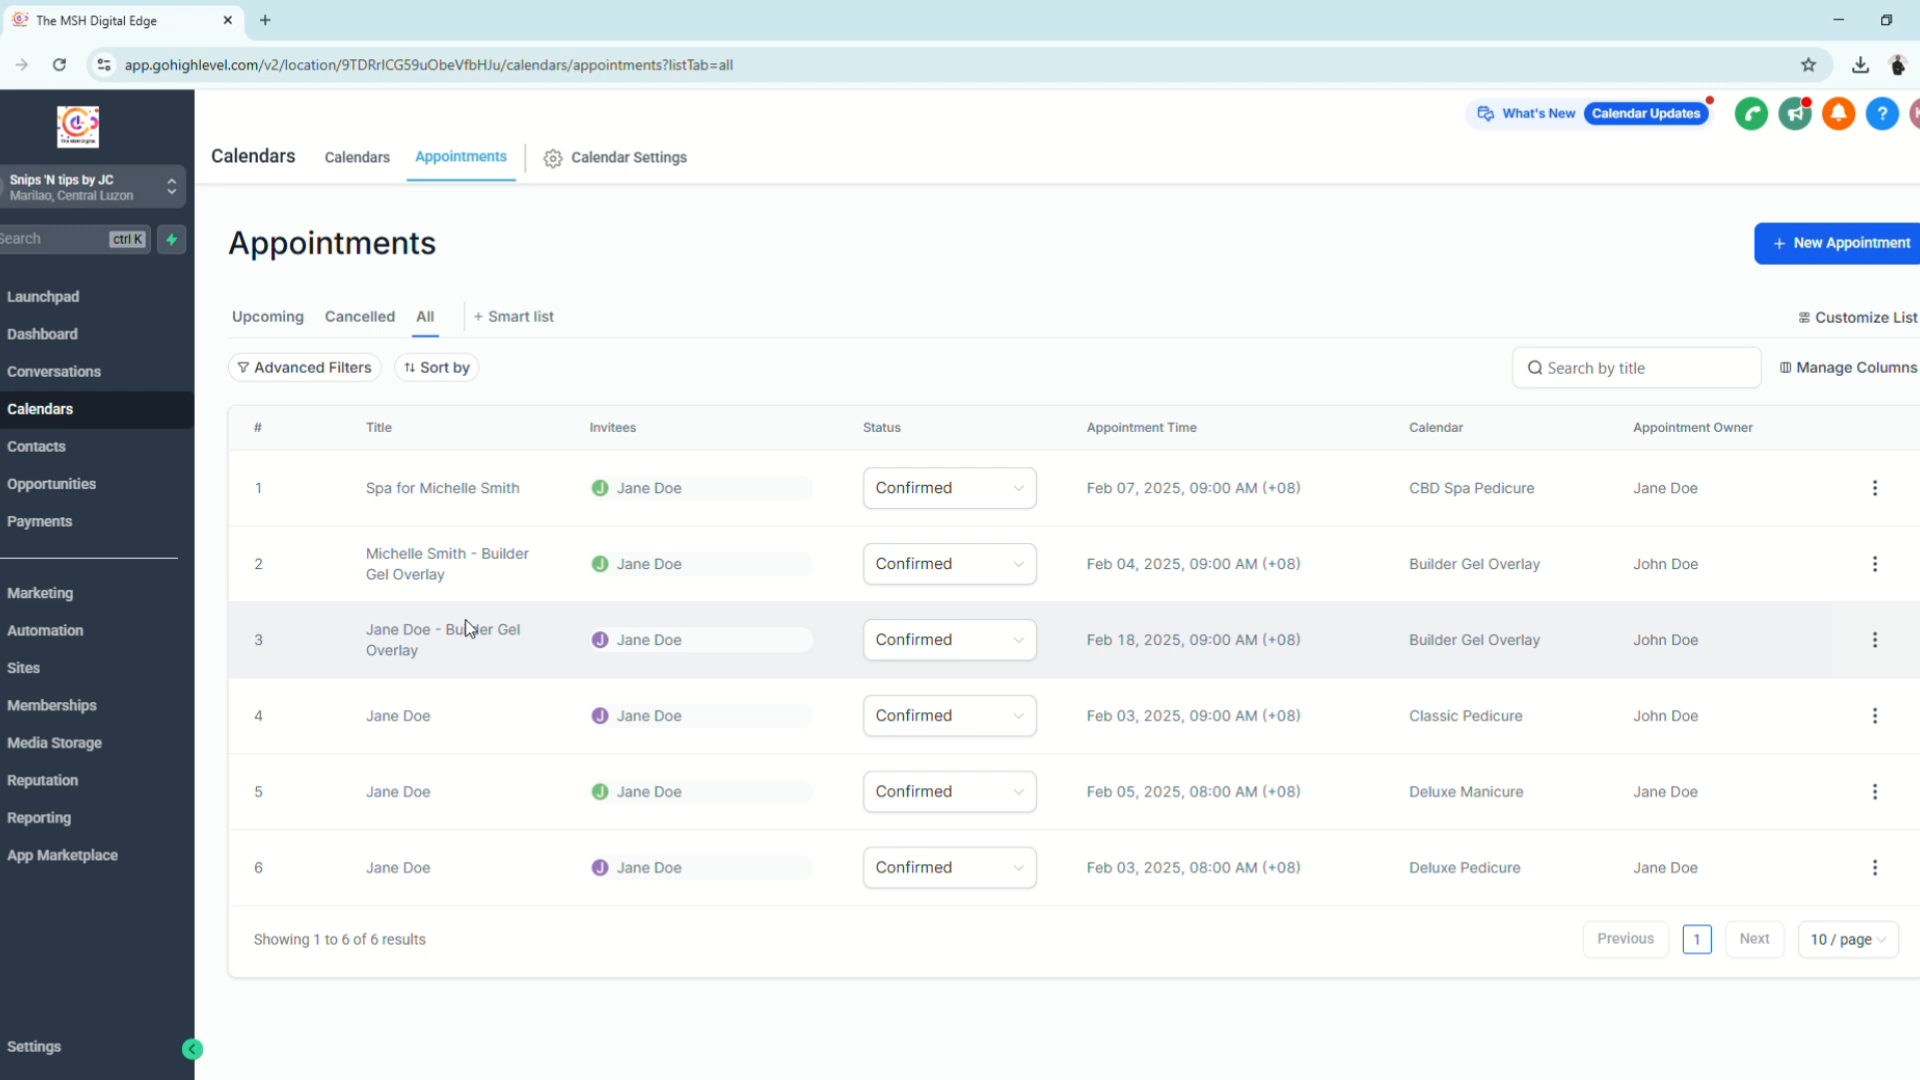 The MSH Digital Edge
app.gohighlevel.com/v2/location/9TDRrICG59uObeVfbHJu/calendars/appointments?listTab=all
What's New Calendar Updates
Calendars Calendars Appointments Calendar Settings
Snips 'N tips by JC
Marilao, Central Luzon
Search ctrl K
Launchpad
Dashboard
Conversations
Calendars
Contacts
Opportunities
Payments
Marketing
Automation
Sites
Memberships
Media Storage
Reputation
Reporting
App Marketplace
Settings
Appointments
+ New Appointment
Upcoming Cancelled All + Smart list
Customize List
Advanced Filters Sort by
Search by title
Manage Columns
# Title Invitees Status Appointment Time Calendar Appointment Owner
1 Spa for Michelle Smith J Jane Doe Confirmed Feb 07, 2025, 09:00 AM (+08) CBD Spa Pedicure Jane Doe
2 Michelle Smith - Builder
Gel Overlay J Jane Doe Confirmed Feb 04, 2025, 09:00 AM (+08) Builder Gel Overlay John Doe
3 Jane Doe - Builder Gel
Overlay J Jane Doe Confirmed Feb 18, 2025, 09:00 AM (+08) Builder Gel Overlay John Doe
4 Jane Doe J Jane Doe Confirmed Feb 03, 2025, 09:00 AM (+08) Classic Pedicure John Doe
5 Jane Doe J Jane Doe Confirmed Feb 05, 2025, 08:00 AM (+08) Deluxe Manicure Jane Doe
6 Jane Doe J Jane Doe Confirmed Feb 03, 2025, 08:00 AM (+08) Deluxe Pedicure Jane Doe
Showing 1 to 6 of 6 results
Previous 1 Next 10 / page